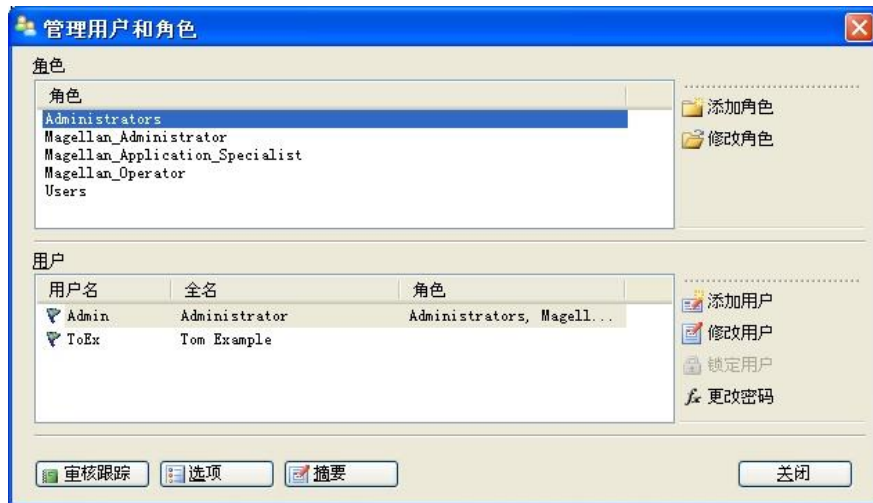 管理用户和角色
角色
角色
Administrators
Magellan_Administrator
Magellan_Application_Specialist
Magellan_Operator
Users
添加角色
修改角色
用户
用户名 全名 角色
Admin Administrator Administrators, Magell...
ToEx Tom Example
添加用户
修改用户
锁定用户
fx 更改密码
审核跟踪 选项 摘要 关闭